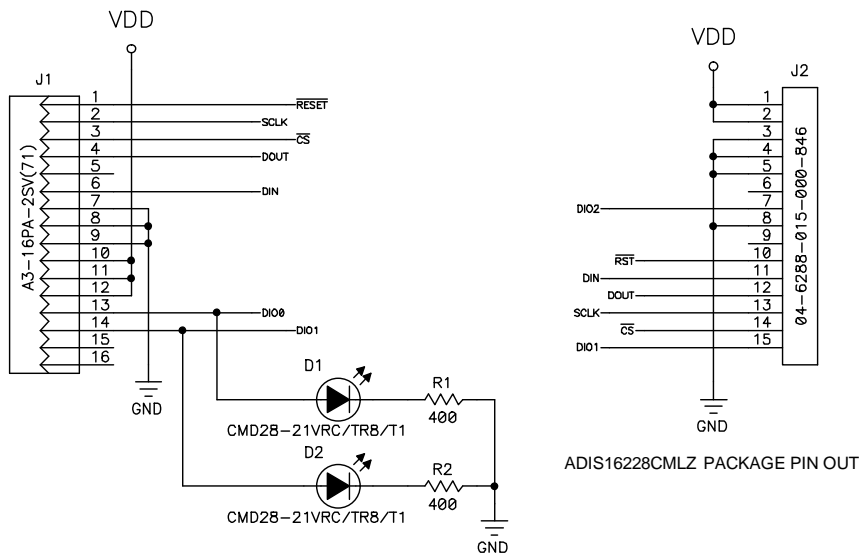 VDD
J1
A3-16PA-2SV(71)
1
2
3
4
5
6
7
8
9
10
11
12
13
14
15
16
RESET
SCLK
CS
DOUT
DIN
DIO0
DIO1
GND
D1
CMD28-21VRC/TR8/T1
R1
400
D2
CMD28-21VRC/TR8/T1
R2
400
GND
VDD
J2
04-6288-015-000-846
1
2
3
4
5
6
7
8
9
10
11
12
13
14
15
DIO2
RST
DIN
DOUT
SCLK
CS
DIO1
GND
ADIS16228CMLZ PACKAGE PIN OUT